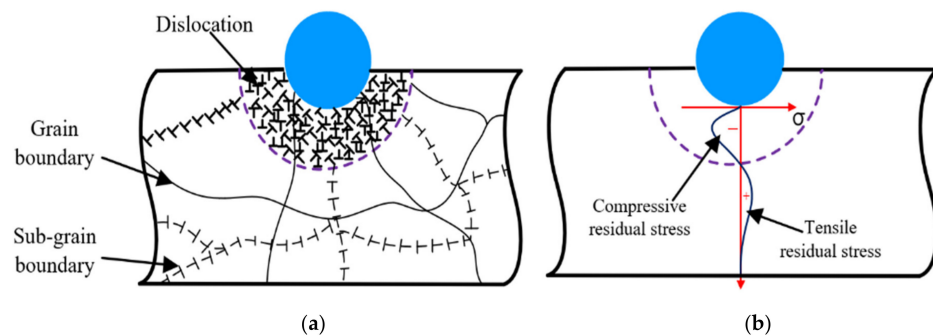 Dislocation
Grain
boundary
Sub-grain
boundary
(a)
σ
−
+
Compressive
residual stress
Tensile
residual stress
(b)